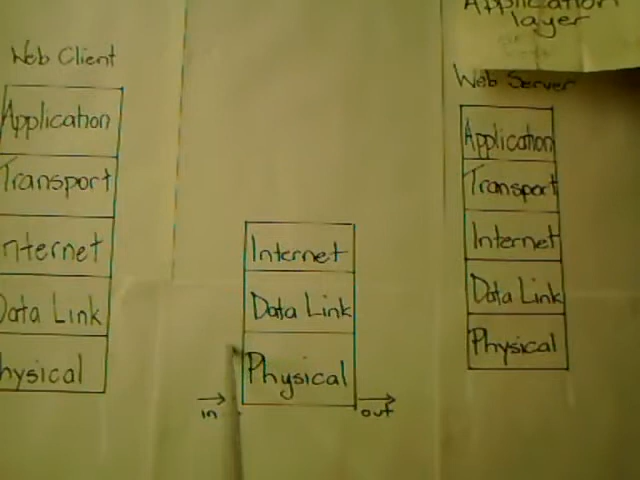 Application
layer
Web Client
Application
Transport
Internet
Data Link
Physical
Internet
Data Link
Physical
in
out
Web Server
Application
Transport
Internet
Data Link
Physical